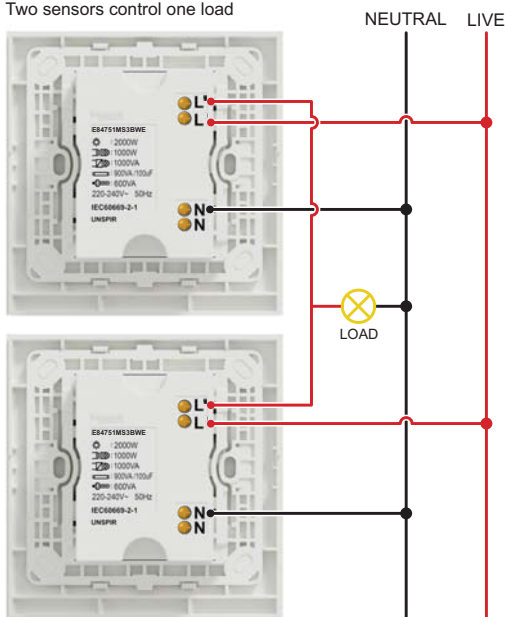 Two sensors control one load
NEUTRAL LIVE
L'
L
E84751MS3BWE
: 2000W
: 1000W
: 1000VA
: 900VA /100uF
: 600VA
220-240V~ 50Hz
IEC60669-2-1
UNSPIR
N
N
LOAD
L'
L
E84751MS3BWE
: 2000W
: 1000W
: 1000VA
: 900VA /100uF
: 600VA
220-240V~ 50Hz
IEC60669-2-1
UNSPIR
N
N